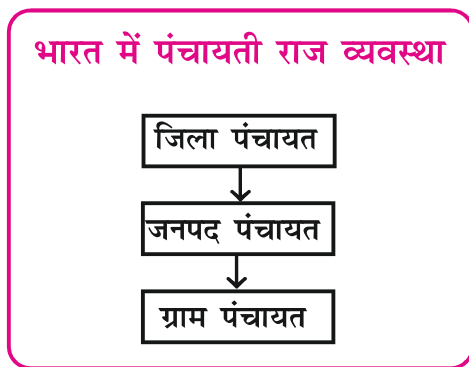 भारत में पंचायती राज व्यवस्था
जिला पंचायत
जनपद पंचायत
ग्राम पंचायत